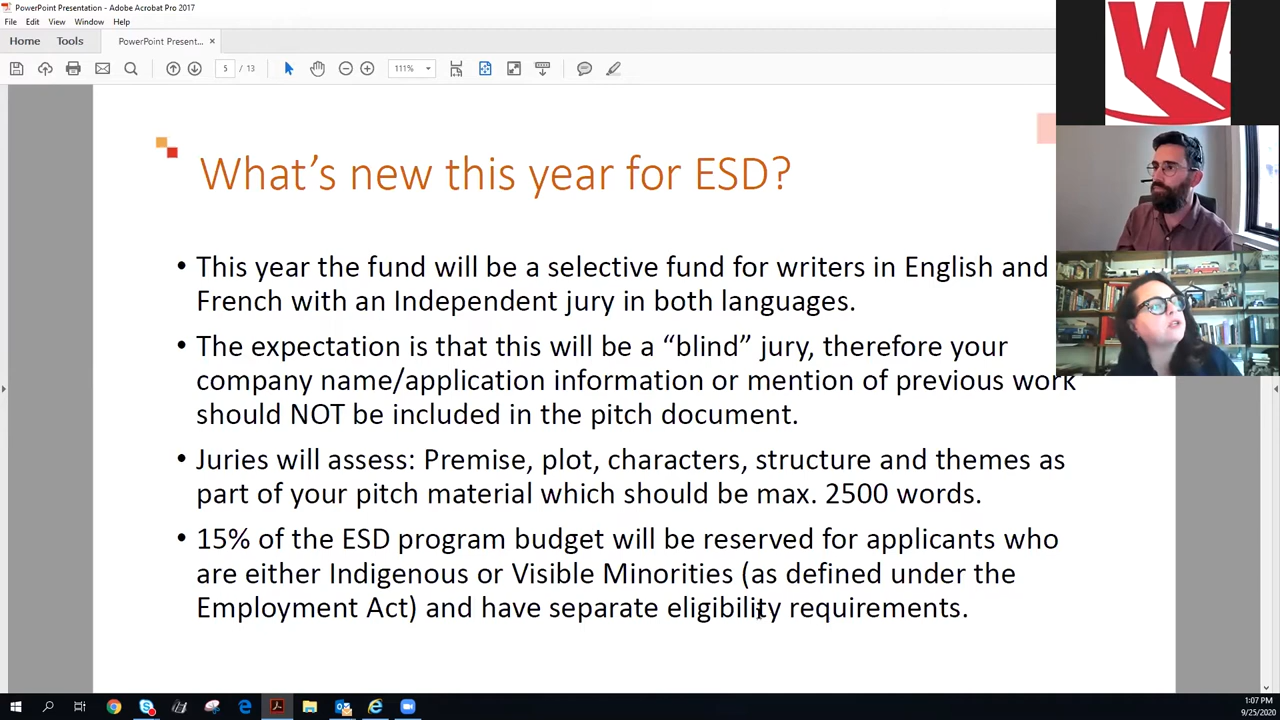 PowerPoint Presentation - Adobe Acrobat Pro 2017
File Edit View Window Help
Home Tools PowerPoint Present... ×
5 / 13 111%
W
What's new this year for ESD?
• This year the fund will be a selective fund for writers in English and
French with an Independent jury in both languages.
• The expectation is that this will be a “blind” jury, therefore your
company name/application information or mention of previous work
should NOT be included in the pitch document.
• Juries will assess: Premise, plot, characters, structure and themes as
part of your pitch material which should be max. 2500 words.
• 15% of the ESD program budget will be reserved for applicants who
are either Indigenous or Visible Minorities (as defined under the
Employment Act) and have separate eligibility requirements.
1:07 PM
9/25/2020